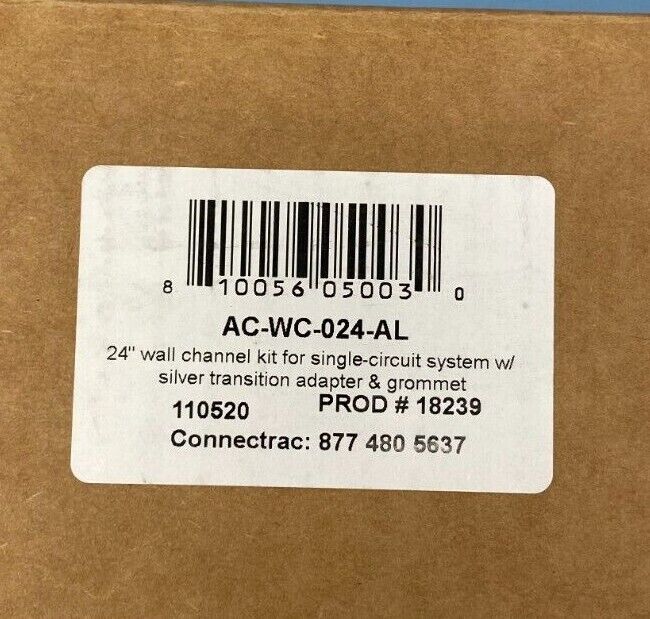 8 10056 05003 0
AC-WC-024-AL
24" wall channel kit for single-circuit system w/
silver transition adapter & grommet
110520 PROD # 18239
Connectrac: 877 480 5637